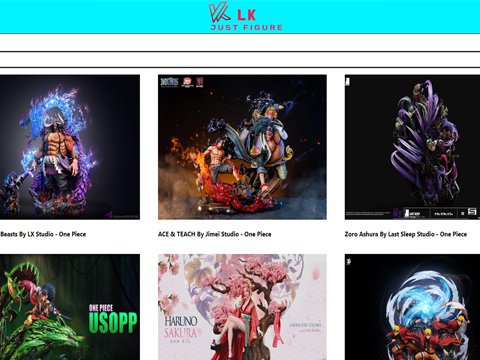 LK
JUST FIGURE
Beasts By LX Studio - One Piece
ACE & TEACH By Jimei Studio - One Piece
Zoro Ashura By Last Sleep Studio - One Piece
ONE PIECE
USOPP
HARUNO
SAKURA